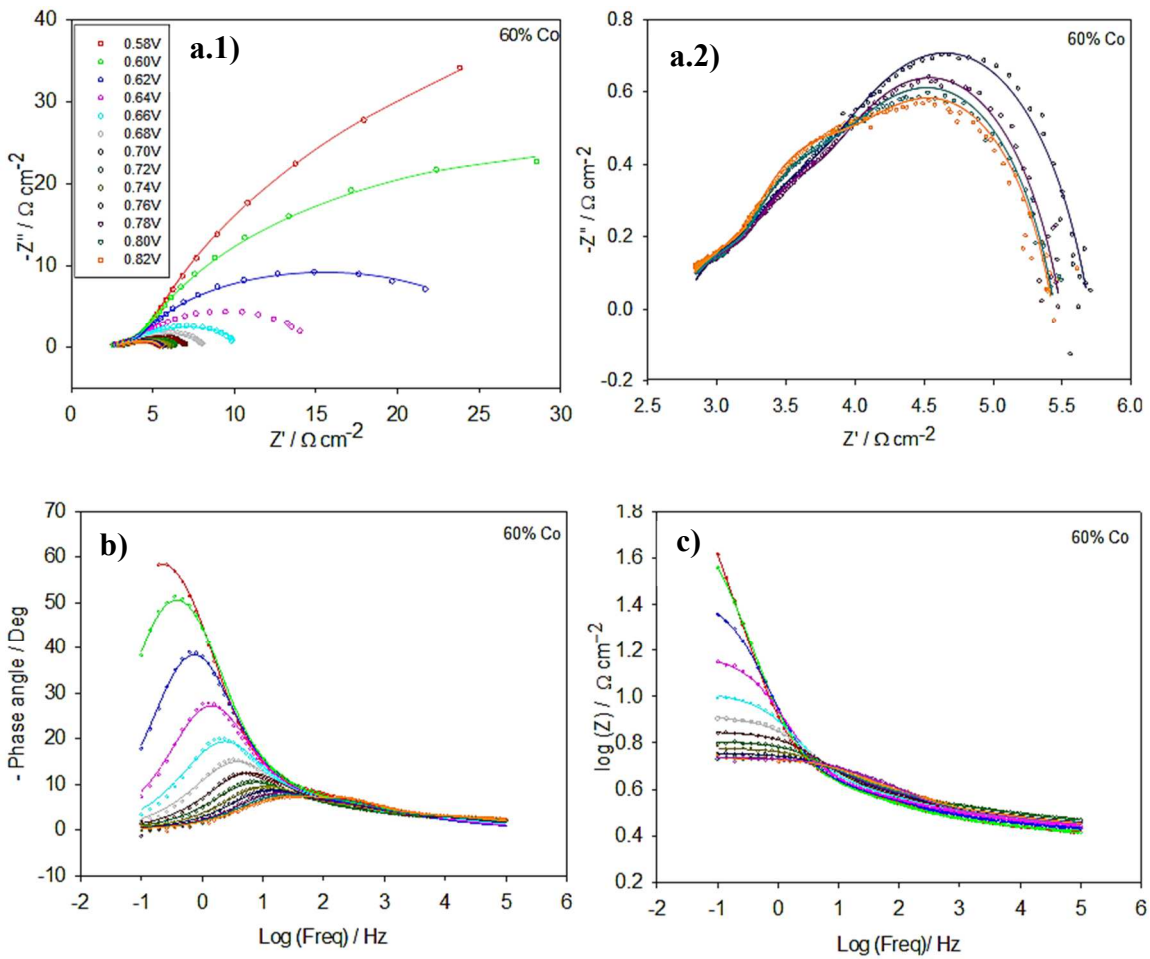 a.1)
60% Co
0.58V
0.60V
0.62V
0.64V
0.66V
0.68V
0.70V
0.72V
0.74V
0.76V
0.78V
0.80V
0.82V
40
30
20
10
0
-Z'' / Ω cm-2
0 5 10 15 20 25 30
Z' / Ω cm-2
a.2)
60% Co
0.8
0.6
0.4
0.2
0.0
-0.2
-Z'' / Ω cm-2
2.5 3.0 3.5 4.0 4.5 5.0 5.5 6.0
Z' / Ω cm-2
b)
60% Co
70
60
50
40
30
20
10
0
-10
- Phase angle / Deg
-2 -1 0 1 2 3 4 5 6
Log (Freq) / Hz
c)
60% Co
1.8
1.6
1.4
1.2
1.0
0.8
0.6
0.4
0.2
log (Z) / Ω cm-2
-2 -1 0 1 2 3 4 5 6
Log (Freq)/ Hz